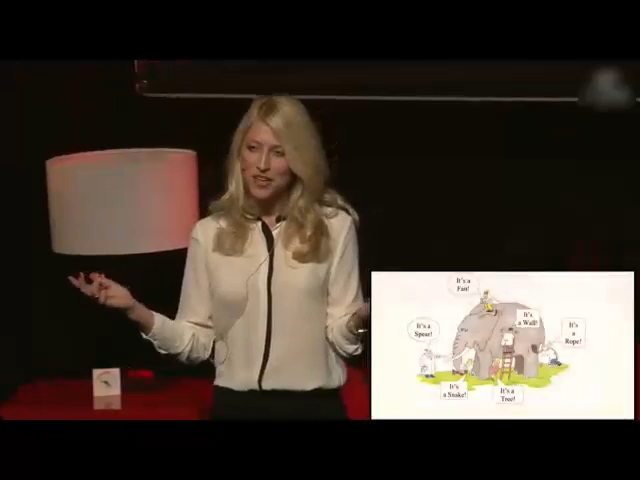 It's a
Fan!
It's
a Wall!
It's a
Spear!
It's
a
Rope!
It's
a Snake!
It's a
Tree!